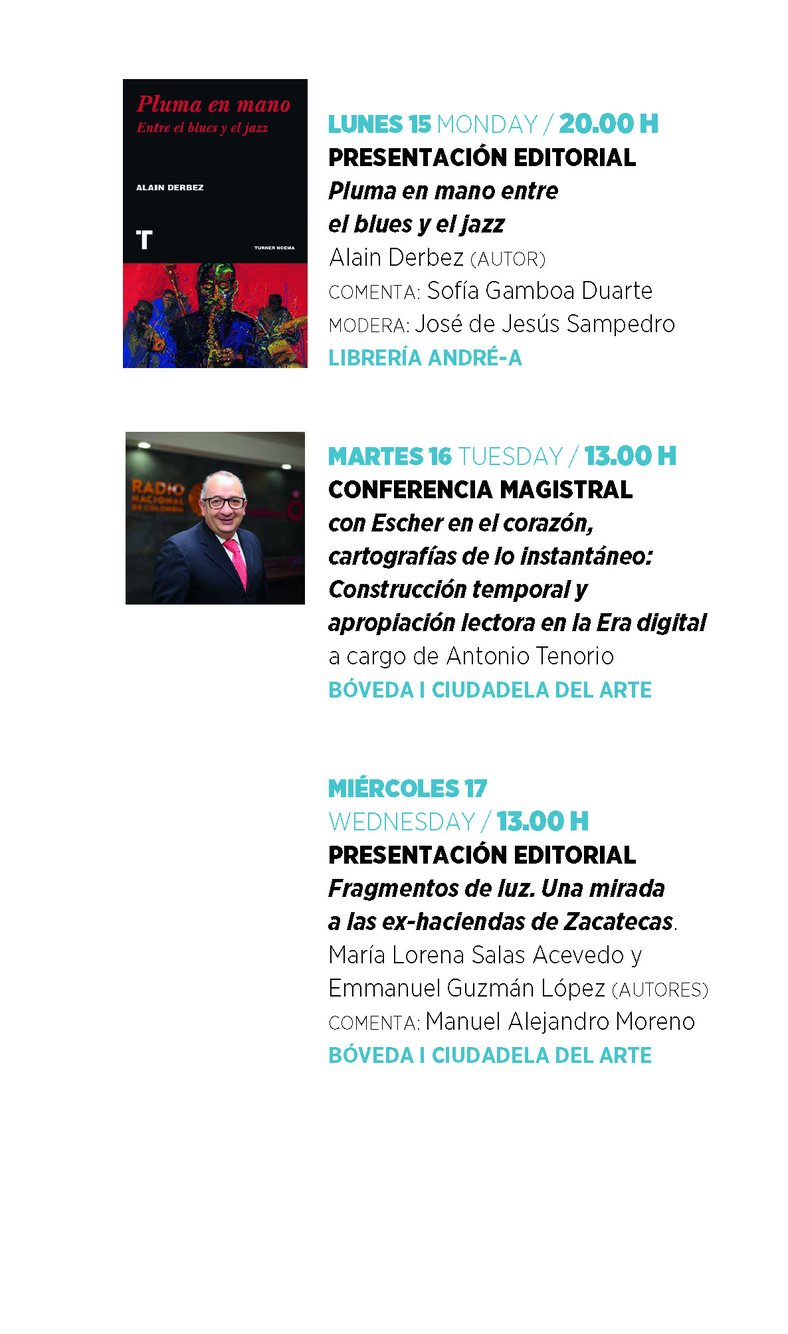 Pluma en mano
Entre el blues y el jazz
ALAIN DERBEZ
T
TURNER NOEMA
LUNES 15 MONDAY / 20.00 H
PRESENTACIÓN EDITORIAL
Pluma en mano entre
el blues y el jazz
Alain Derbez (AUTOR)
COMENTA: Sofía Gamboa Duarte
MODERA: José de Jesús Sampedro
LIBRERÍA ANDRÉ-A
RADIO
NACIONAL
DE COLOMBIA
MARTES 16 TUESDAY / 13.00 H
CONFERENCIA MAGISTRAL
con Escher en el corazón,
cartografías de lo instantáneo:
Construcción temporal y
apropiación lectora en la Era digital
a cargo de Antonio Tenorio
BÓVEDA I CIUDADELA DEL ARTE
MIÉRCOLES 17
WEDNESDAY / 13.00 H
PRESENTACIÓN EDITORIAL
Fragmentos de luz. Una mirada
a las ex-haciendas de Zacatecas.
María Lorena Salas Acevedo y
Emmanuel Guzmán López (AUTORES)
COMENTA: Manuel Alejandro Moreno
BÓVEDA I CIUDADELA DEL ARTE